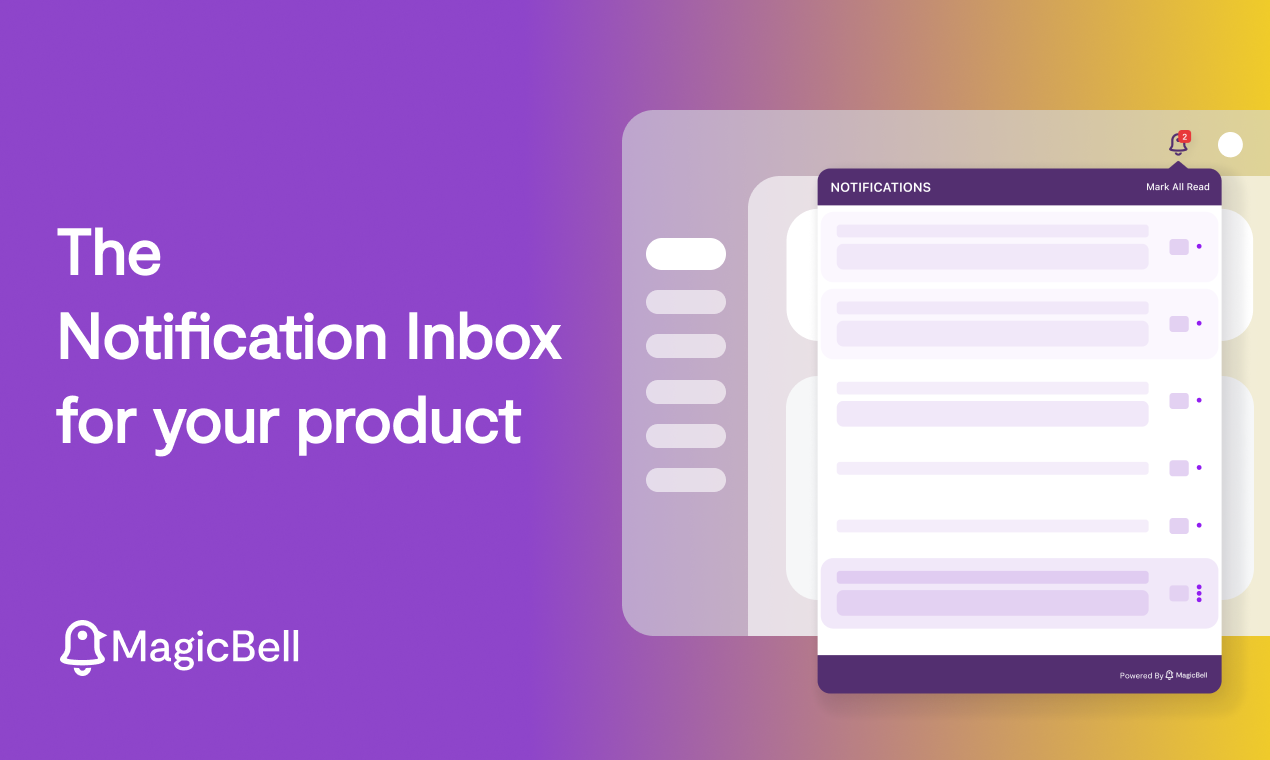 The
Notification Inbox
for your product
MagicBell
2
NOTIFICATIONS
Mark All Read
Powered By MagicBell